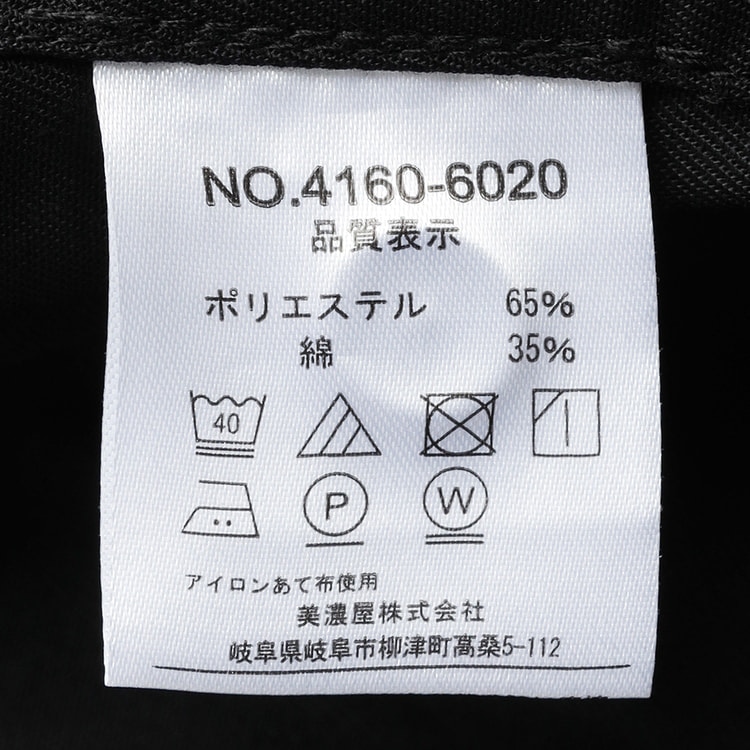 NO.4160-6020
品質表示
ポリエステル 65%
綿 35%
40
P W
アイロンあて布使用
美濃屋株式会社
岐阜県岐阜市柳津町高桑5-112